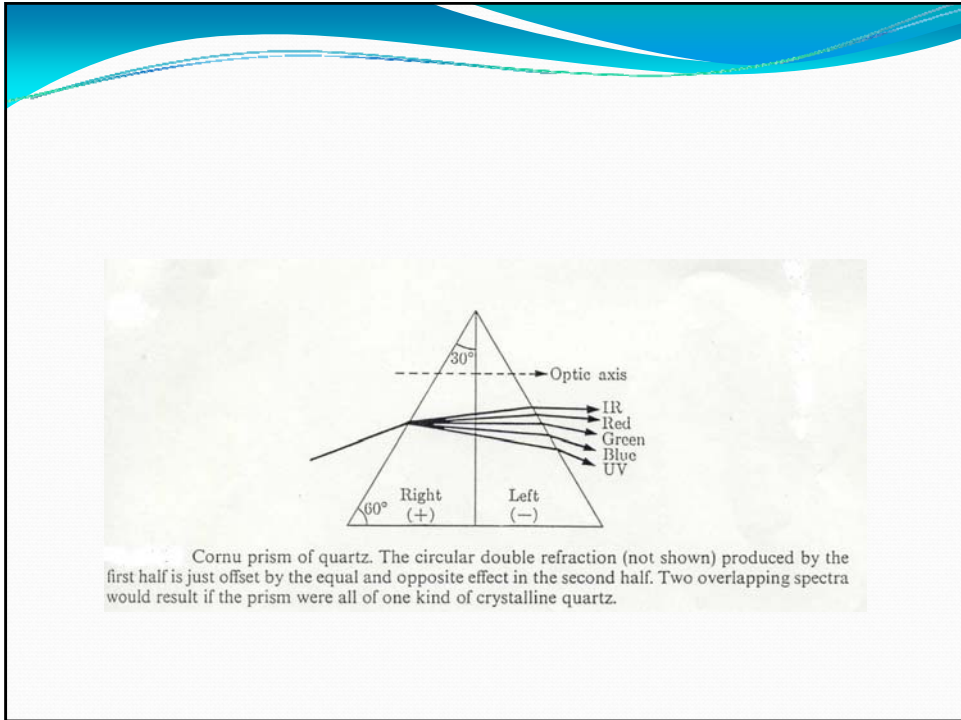 30°
Optic axis
IR
Red
Green
Blue
UV
Right
Left
60°
(+)
(−)
Cornu prism of quartz. The circular double refraction (not shown) produced by the
first half is just offset by the equal and opposite effect in the second half. Two overlapping spectra
would result if the prism were all of one kind of crystalline quartz.